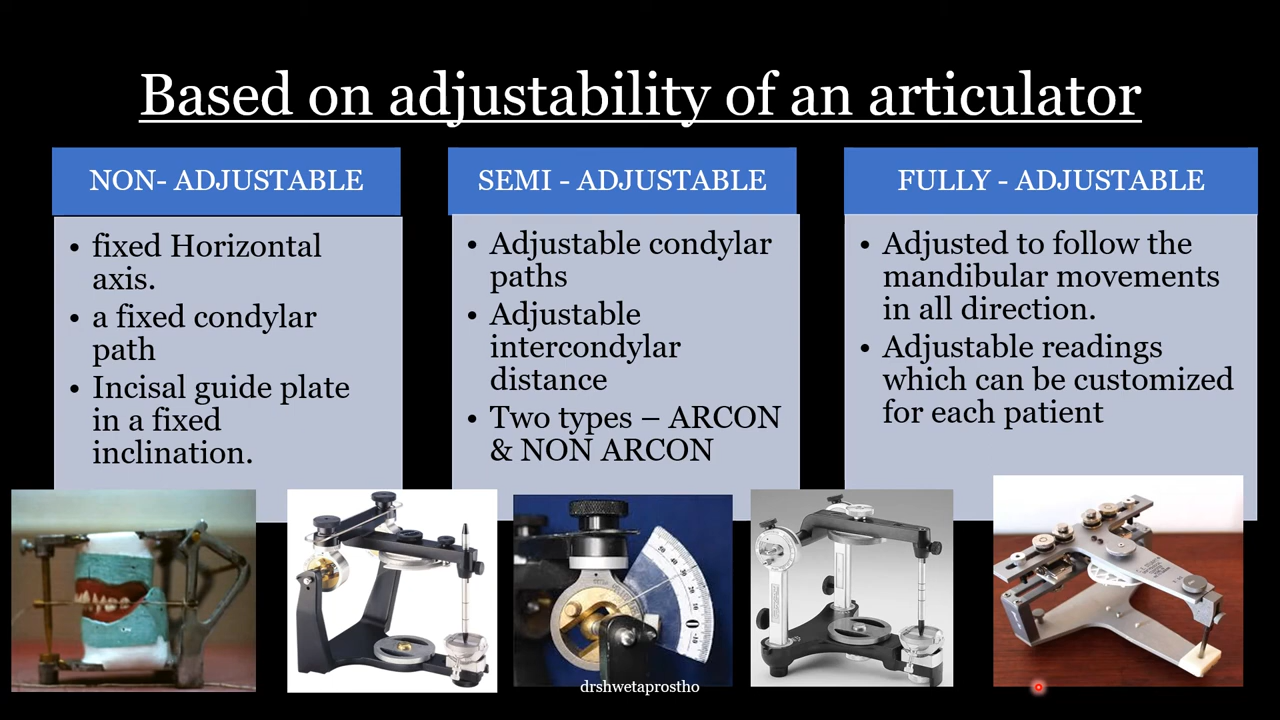 Based on adjustability of an articulator
NON- ADJUSTABLE
• fixed Horizontal
axis.
• a fixed condylar
path
• Incisal guide plate
in a fixed
inclination.
SEMI - ADJUSTABLE
• Adjustable condylar
paths
• Adjustable
intercondylar
distance
• Two types – ARCON
& NON ARCON
FULLY - ADJUSTABLE
• Adjusted to follow the
mandibular movements
in all direction.
• Adjustable readings
which can be customized
for each patient
drshwetaprostho